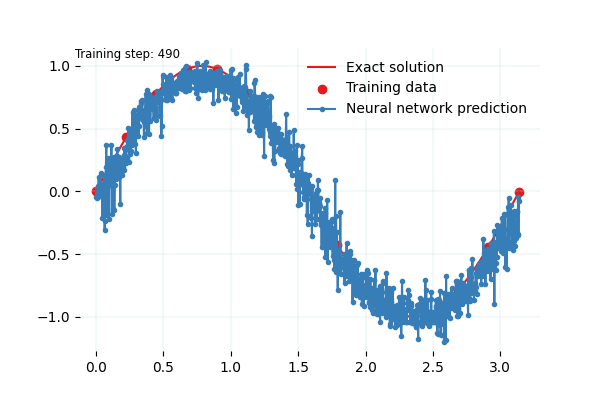 Training step: 490
Exact solution
Training data
Neural network prediction
1.0
0.5
0.0
−0.5
−1.0
0.0 0.5 1.0 1.5 2.0 2.5 3.0